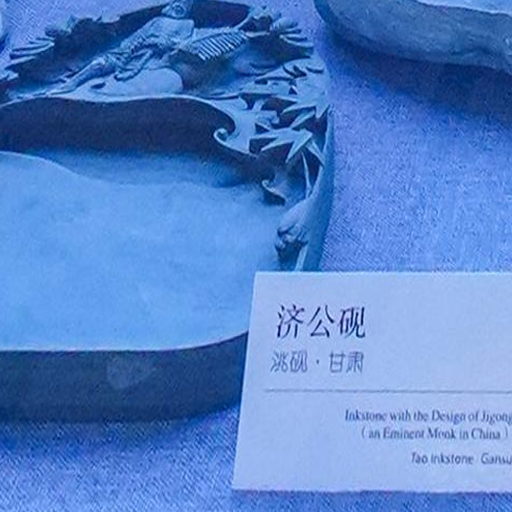 济公砚
洮砚·甘肃
Inkstone with the Design of Jigong
( an Eminent Monk in China )
Tao Inkstone Gansu